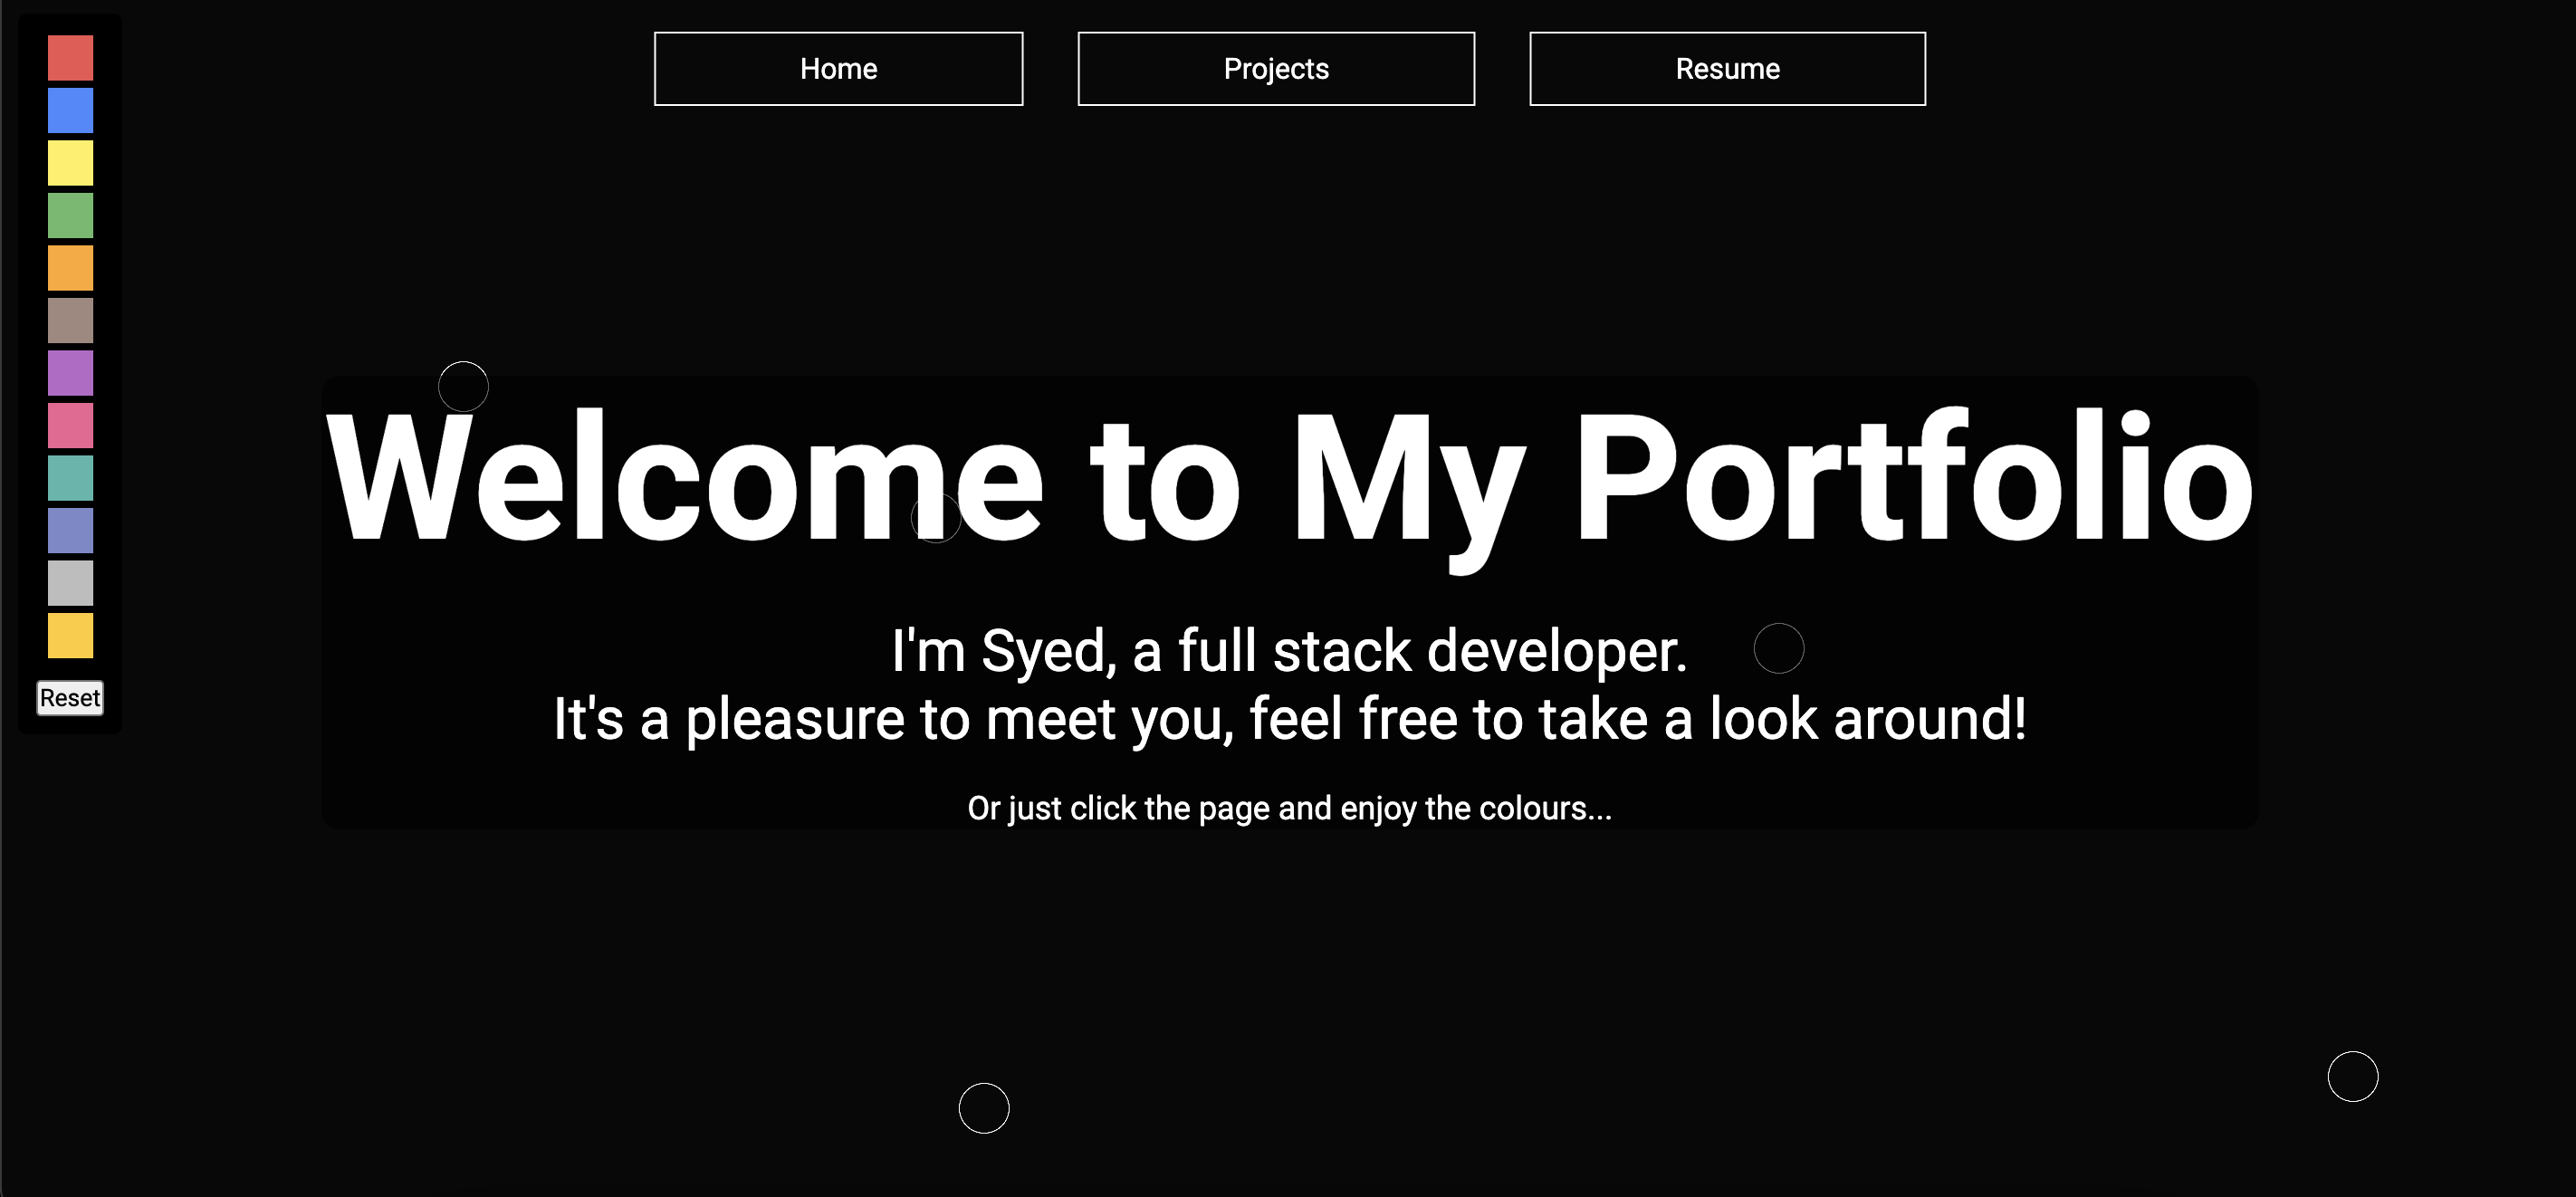 Home
Projects
Resume
Welcome to My Portfolio
I'm Syed, a full stack developer.
It's a pleasure to meet you, feel free to take a look around!
Or just click the page and enjoy the colours...
Reset